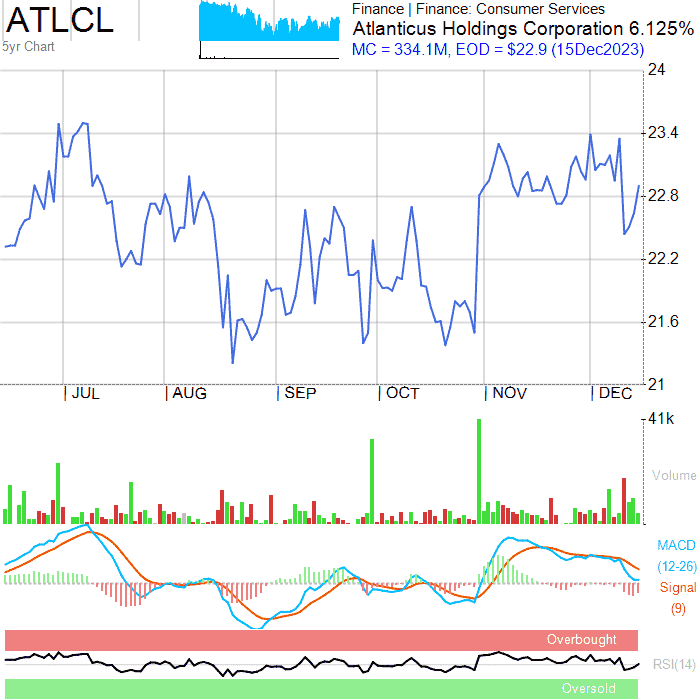 ATLCL
5yr Chart
Finance | Finance: Consumer Services
Atlanticus Holdings Corporation 6.125%
MC = 334.1M, EOD = $22.9 (15Dec2023)
24
23.4
22.8
22.2
21.6
21
| JUL | AUG | SEP | OCT | NOV | DEC
41k
Volume
MACD
(12-26)
Signal
(9)
Overbought
RSI(14)
Oversold